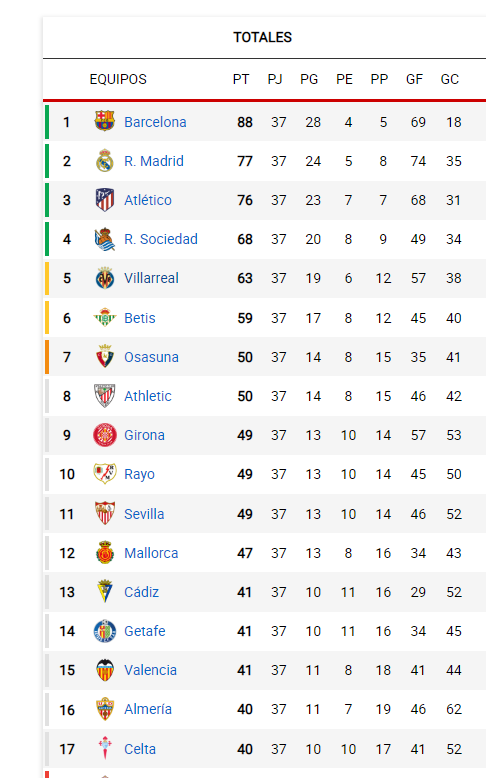 TOTALES
EQUIPOS PT PJ PG PE PP GF GC
1 Barcelona 88 37 28 4 5 69 18
2 R. Madrid 77 37 24 5 8 74 35
3 Atlético 76 37 23 7 7 68 31
4 R. Sociedad 68 37 20 8 9 49 34
5 Villarreal 63 37 19 6 12 57 38
6 Betis 59 37 17 8 12 45 40
7 Osasuna 50 37 14 8 15 35 41
8 Athletic 50 37 14 8 15 46 42
9 Girona 49 37 13 10 14 57 53
10 Rayo 49 37 13 10 14 45 50
11 Sevilla 49 37 13 10 14 46 52
12 Mallorca 47 37 13 8 16 34 43
13 Cádiz 41 37 10 11 16 29 52
14 Getafe 41 37 10 11 16 34 45
15 Valencia 41 37 11 8 18 41 44
16 Almería 40 37 11 7 19 46 62
17 Celta 40 37 10 10 17 41 52